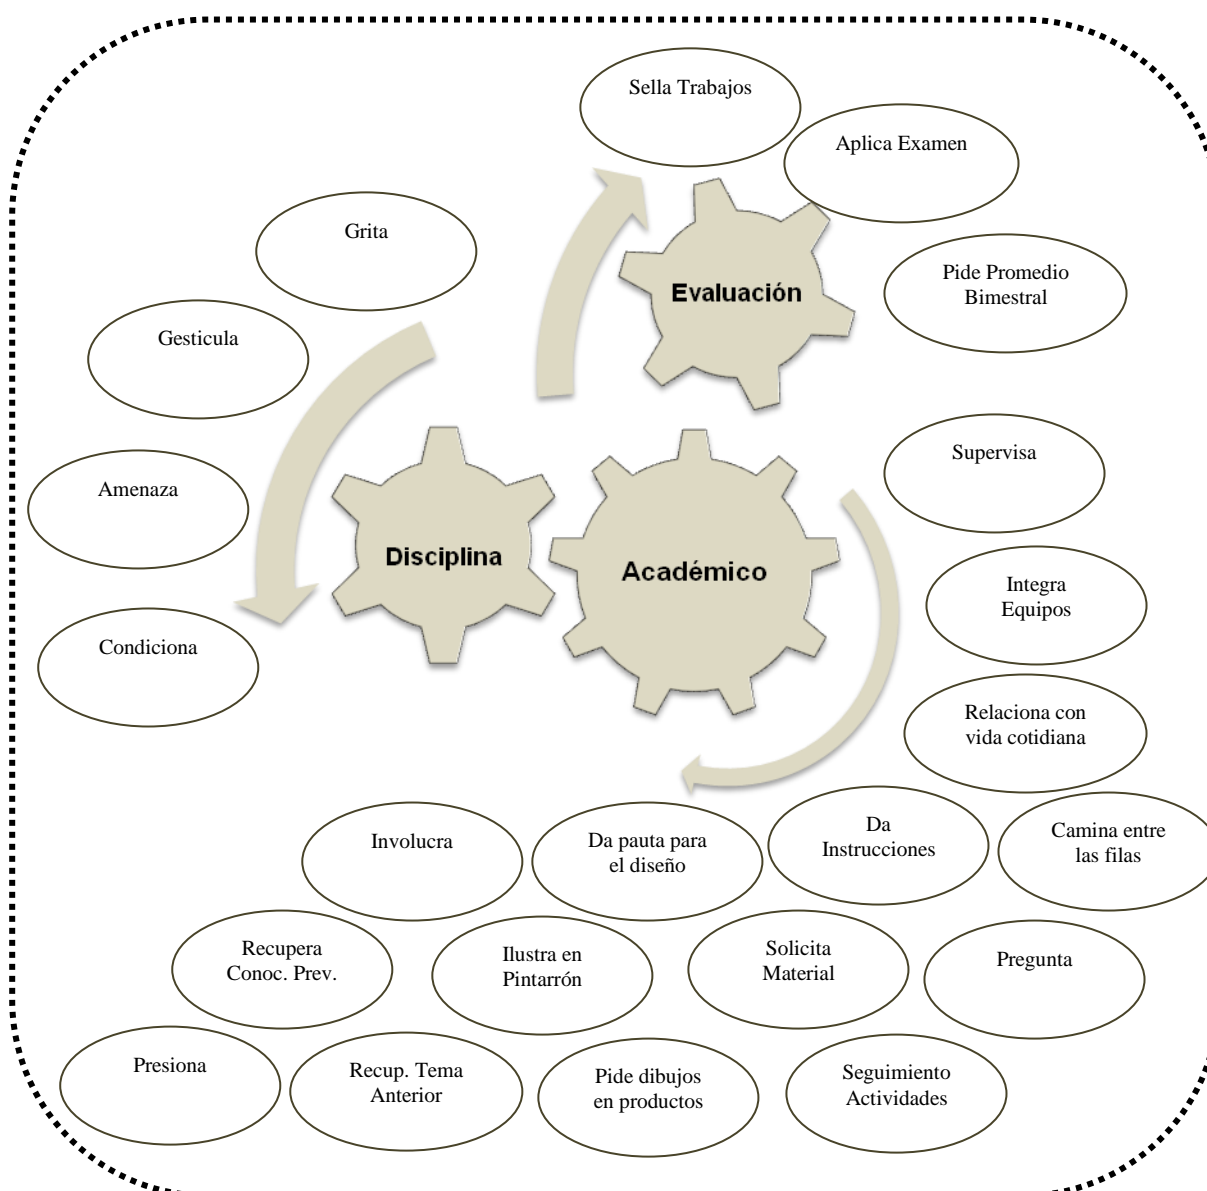 Sella Trabajos
Aplica Examen
Grita
Pide Promedio
Bimestral
Evaluación
Gesticula
Supervisa
Amenaza
Disciplina
Académico
Integra
Equipos
Condiciona
Relaciona con
vida cotidiana
Involucra
Da pauta para
el diseño
Da
Instrucciones
Camina entre
las filas
Recupera
Conoc. Prev.
Ilustra en
Pintarrón
Solicita
Material
Pregunta
Presiona
Recup. Tema
Anterior
Pide dibujos
en productos
Seguimiento
Actividades